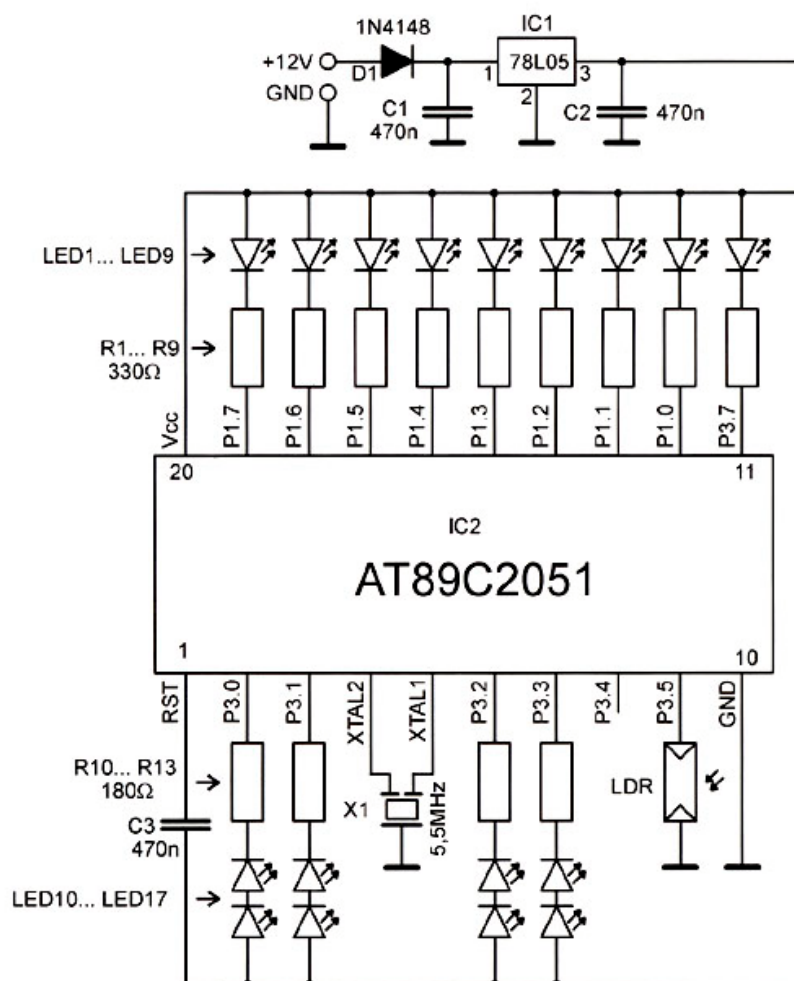 1N4148
IC1
+12V
D1
1
78L05
3
GND
2
C1
470n
C2
470n
LED1... LED9
R1... R9
330Ω
Vcc
P1.7
P1.6
P1.5
P1.4
P1.3
P1.2
P1.1
P1.0
P3.7
20
11
IC2
AT89C2051
1
10
RST
P3.0
P3.1
XTAL2
XTAL1
P3.2
P3.3
P3.4
P3.5
GND
R10... R13
180Ω
X1
5,5MHz
LDR
C3
470n
LED10... LED17